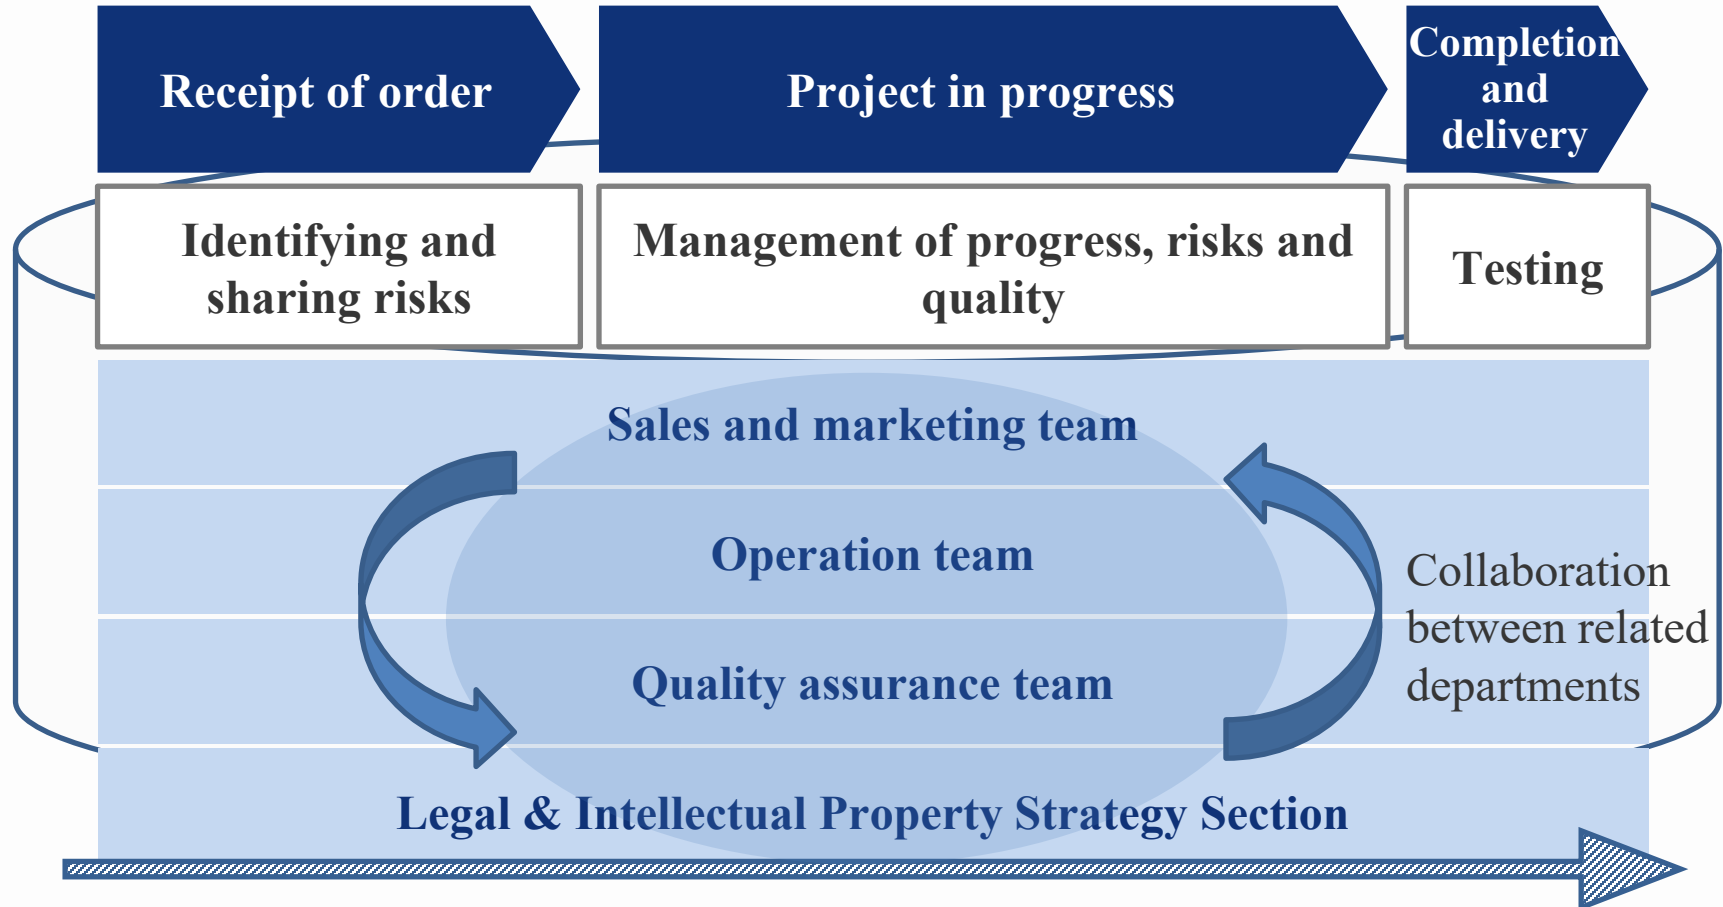 Receipt of order
Project in progress
Completion
and
delivery
Identifying and
sharing risks
Management of progress, risks and
quality
Testing
Sales and marketing team
Operation team
Quality assurance team
Collaboration
between related
departments
Legal & Intellectual Property Strategy Section